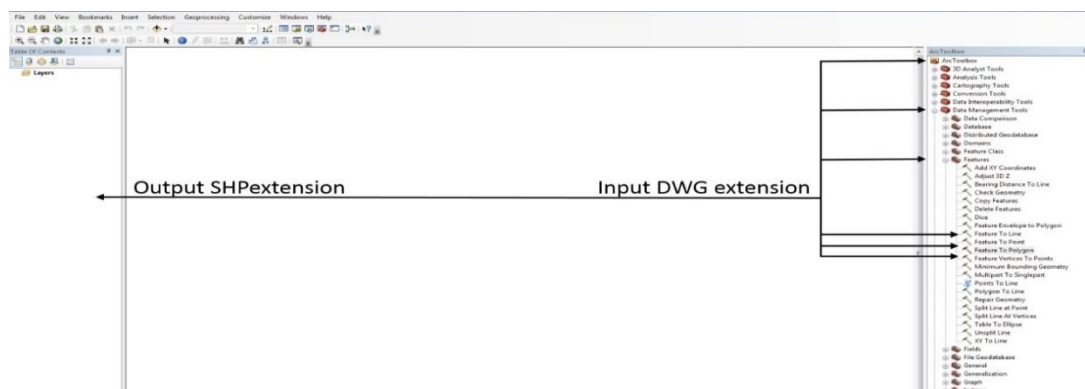 File Edit View Bookmarks Insert Selection Geoprocessing Customize Windows Help
Table Of Contents
Layers
Output SHPextension
Input DWG extension
ArcToolbox
ArcToolbox
3D Analyst Tools
Analysis Tools
Cartography Tools
Conversion Tools
Data Interoperability Tools
Data Management Tools
Data Comparison
Database
Distributed Geodatabase
Domains
Feature Class
Features
Add XY Coordinates
Adjust 3D Z
Bearing Distance To Line
Check Geometry
Copy Features
Delete Features
Dice
Feature Envelope to Polygon
Feature To Line
Feature To Point
Feature To Polygon
Feature Vertices To Points
Minimum Bounding Geometry
Multipart To Singlepart
Points To Line
Polygon To Line
Repair Geometry
Split Line at Point
Split Line At Vertices
Table To Ellipse
Unsplit Line
XY To Line
Fields
File Geodatabase
General
Generalization
Graph